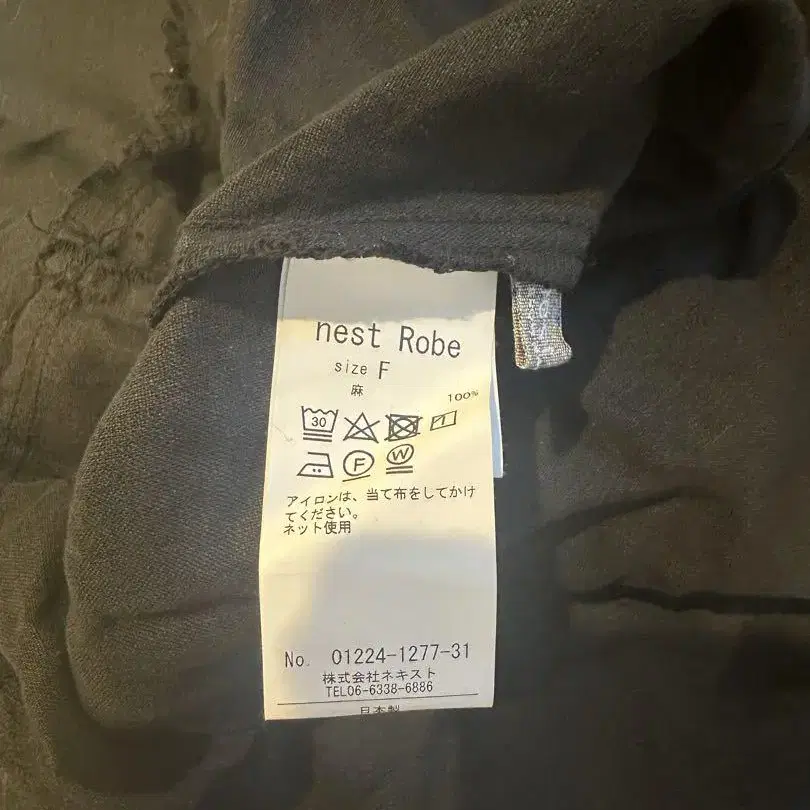 nest Robe
size F
麻
100%
30
F W
アイロンは、当て布をしてかけ
てください。
ネット使用
No. 01224-1277-31
株式会社ネキスト
TEL06-6338-6886
日本製